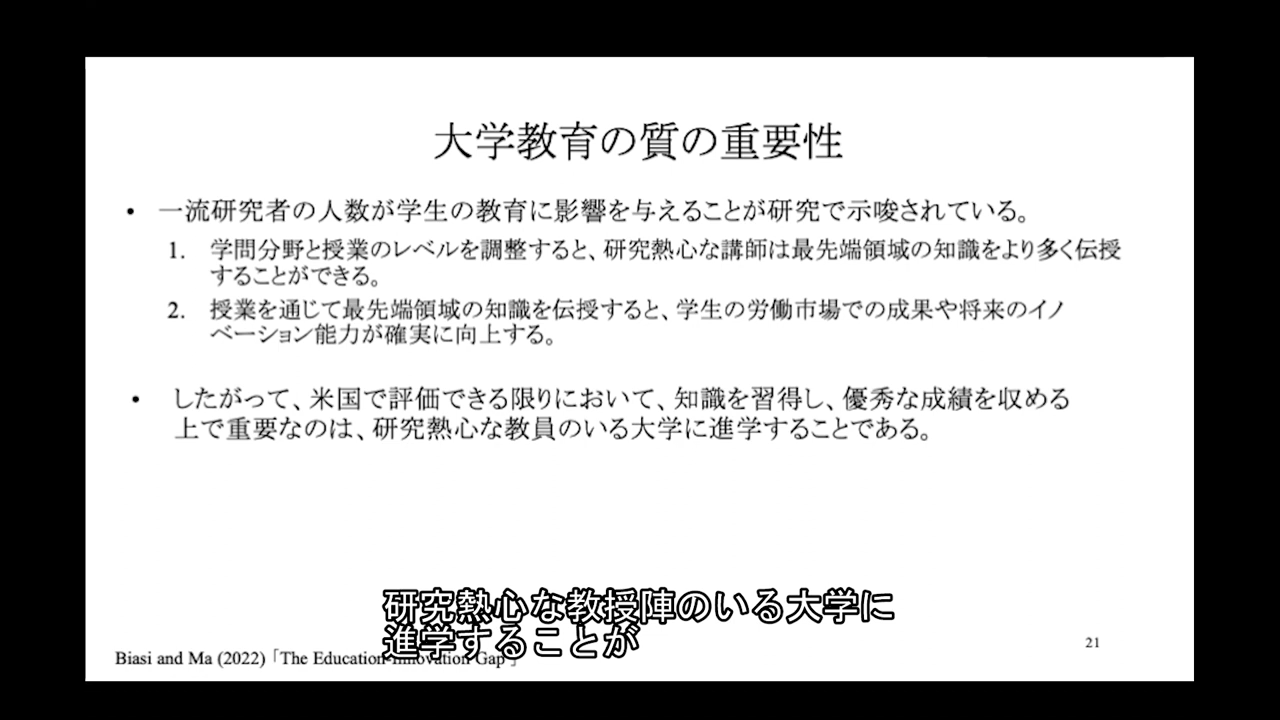 大学教育の質の重要性
• 一流研究者の人数が学生の教育に影響を与えることが研究で示唆されている。
1. 学問分野と授業のレベルを調整すると、研究熱心な講師は最先端領域の知識をより多く伝授
することができる。
2. 授業を通じて最先端領域の知識を伝授すると、学生の労働市場での成果や将来のイノ
ベーション能力が確実に向上する。
• したがって、米国で評価できる限りにおいて、知識を習得し、優秀な成績を収める
上で重要なのは、研究熱心な教員のいる大学に進学することである。
研究熱心な教授陣のいる大学に
進学することが
21
Biasi and Ma (2022)「The Education-Innovation Gap」